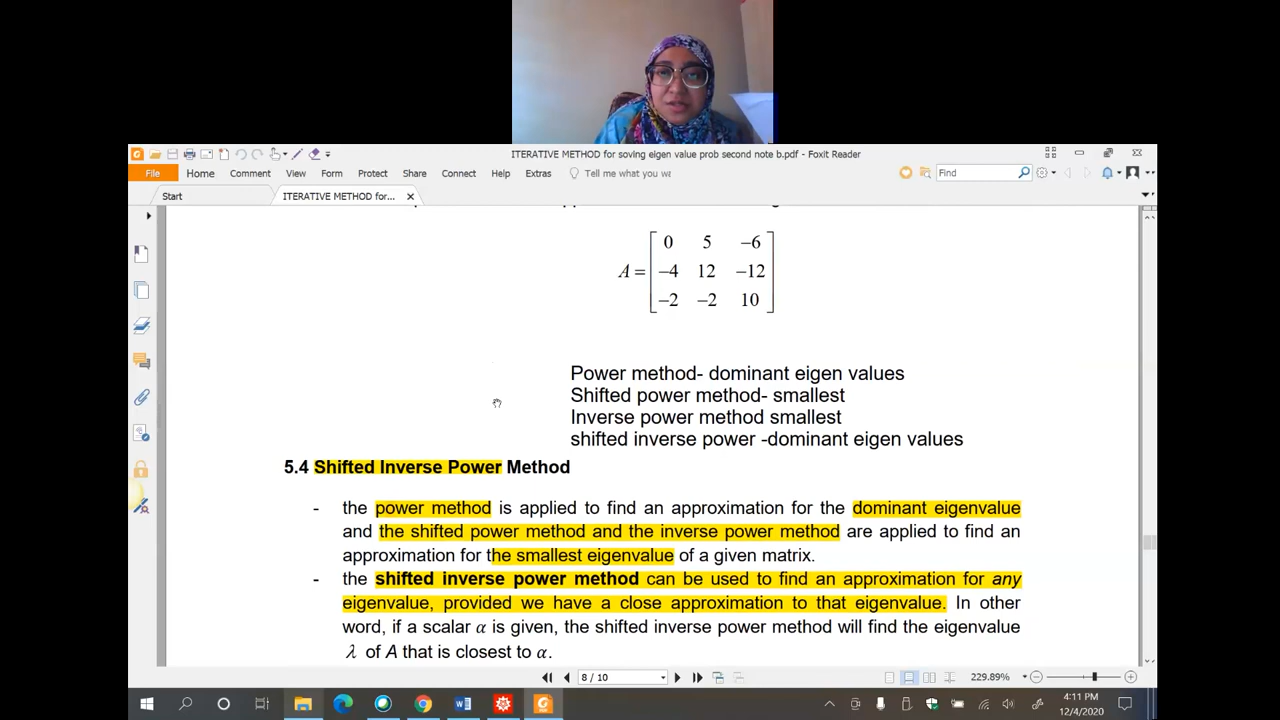 ITERATIVE METHOD for soving eigen value prob second note b.pdf - Foxit Reader
File Home Comment View Form Protect Share Connect Help Extras Tell me what you wa Find
Start ITERATIVE METHOD for...
A = [0 5 −6
−4 12 −12
−2 −2 10]
Power method- dominant eigen values
Shifted power method- smallest
Inverse power method smallest
shifted inverse power -dominant eigen values
5.4 Shifted Inverse Power Method
- the power method is applied to find an approximation for the dominant eigenvalue
and the shifted power method and the inverse power method are applied to find an
approximation for the smallest eigenvalue of a given matrix.
- the shifted inverse power method can be used to find an approximation for any
eigenvalue, provided we have a close approximation to that eigenvalue. In other
word, if a scalar α is given, the shifted inverse power method will find the eigenvalue
λ of A that is closest to α.
8 / 10 229.89%
4:11 PM
12/4/2020